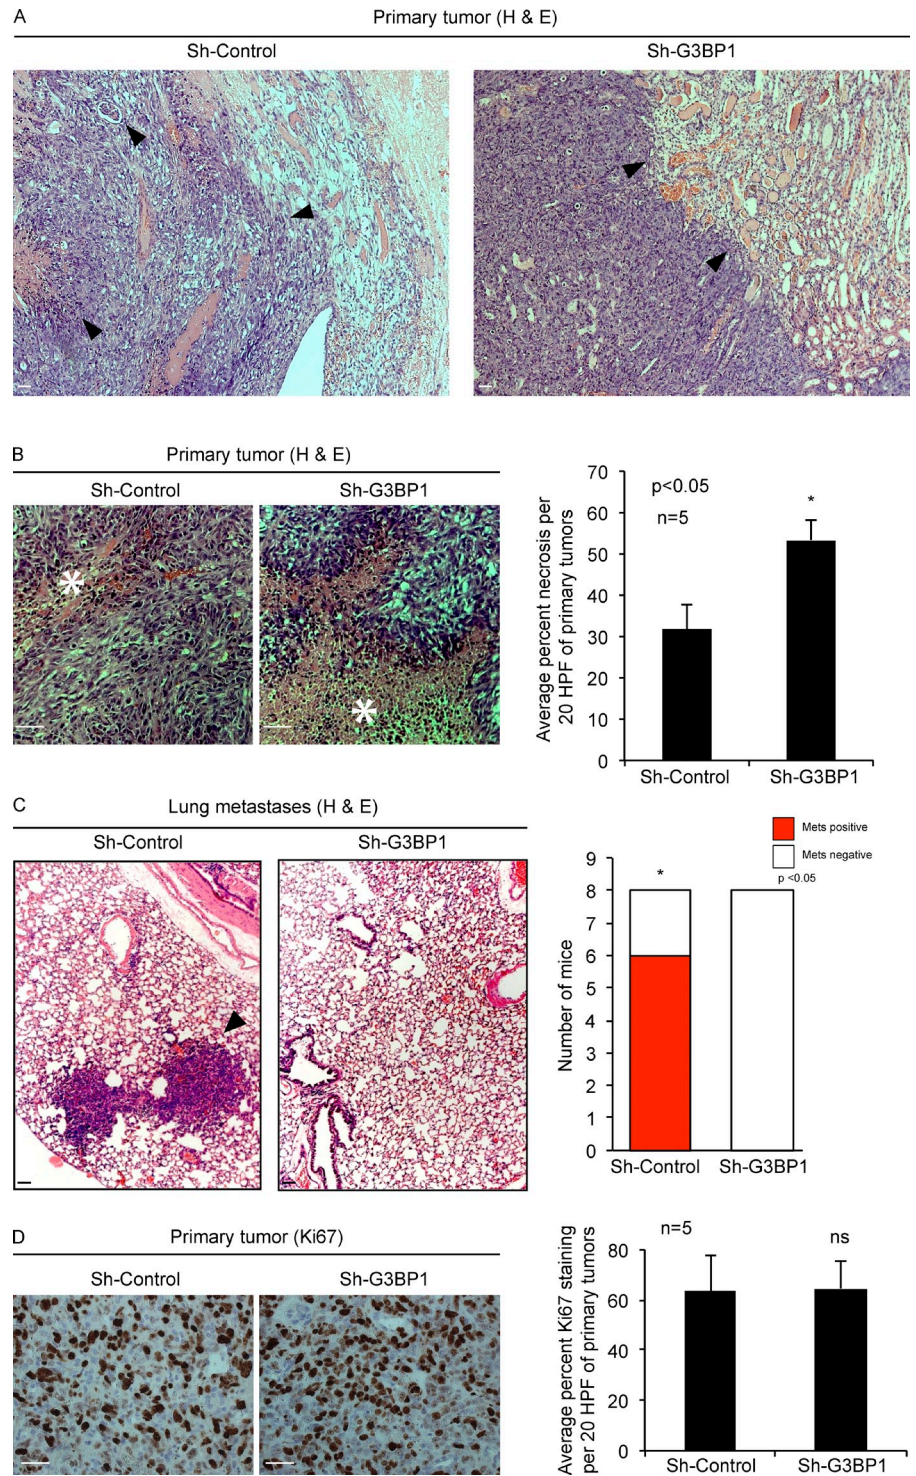 A
Primary tumor (H & E)
Sh-Control
Sh-G3BP1
B
Primary tumor (H & E)
Sh-Control
Sh-G3BP1
*
*
Average percent necrosis per
20 HPF of primary tumors
70
60
50
40
30
20
10
0
p<0.05
n=5
*
Sh-Control
Sh-G3BP1
C
Lung metastases (H & E)
Sh-Control
Sh-G3BP1
Mets positive
Mets negative
p <0.05
Number of mice
9
8
7
6
5
4
3
2
1
0
*
Sh-Control
Sh-G3BP1
D
Primary tumor (Ki67)
Sh-Control
Sh-G3BP1
Average percent Ki67 staining
per 20 HPF of primary tumors
80
60
40
20
0
n=5
ns
Sh-Control
Sh-G3BP1